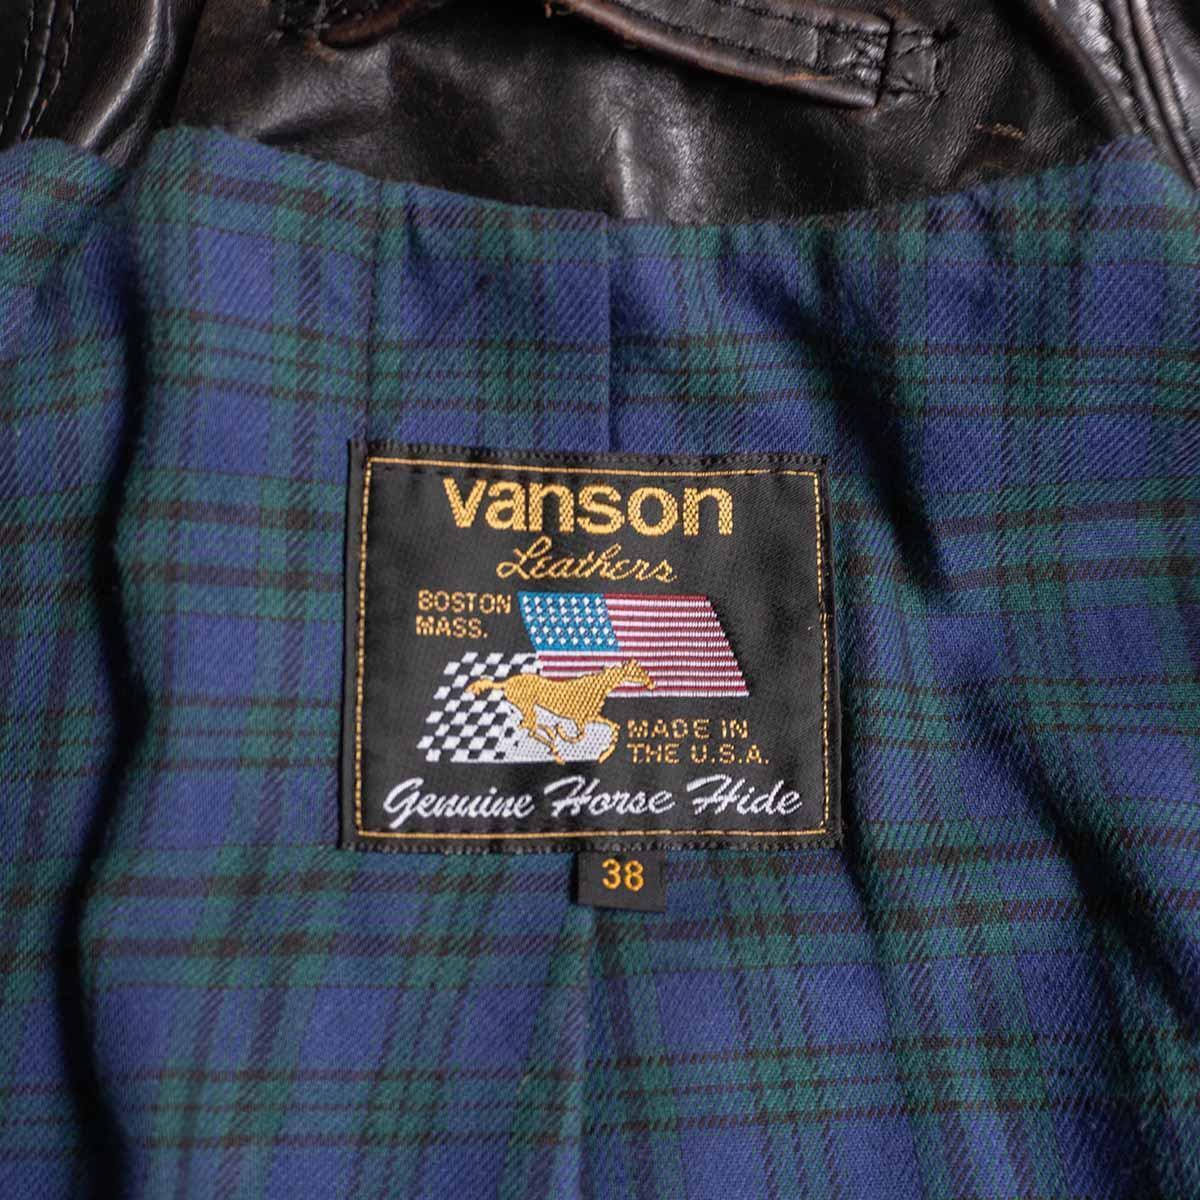 vanson
Leathers
BOSTON
MASS.
MADE IN
THE U.S.A.
Genuine Horse Hide
38